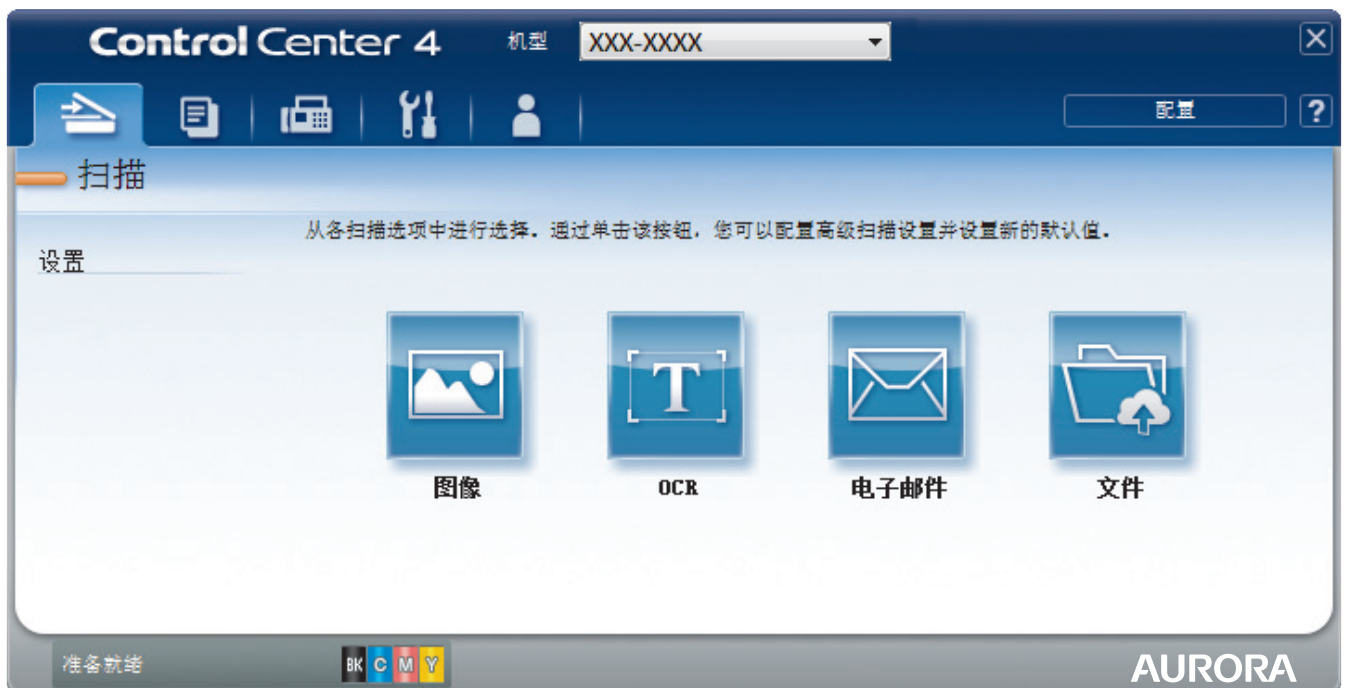 Control Center 4 机型 XXX-XXXX
配置 ?
扫描
从各扫描选项中进行选择. 通过单击该按钮, 您可以配置高级扫描设置并设置新的默认值.
设置
T
图像 OCR 电子邮件 文件
准备就绪 BK C M Y AURORA